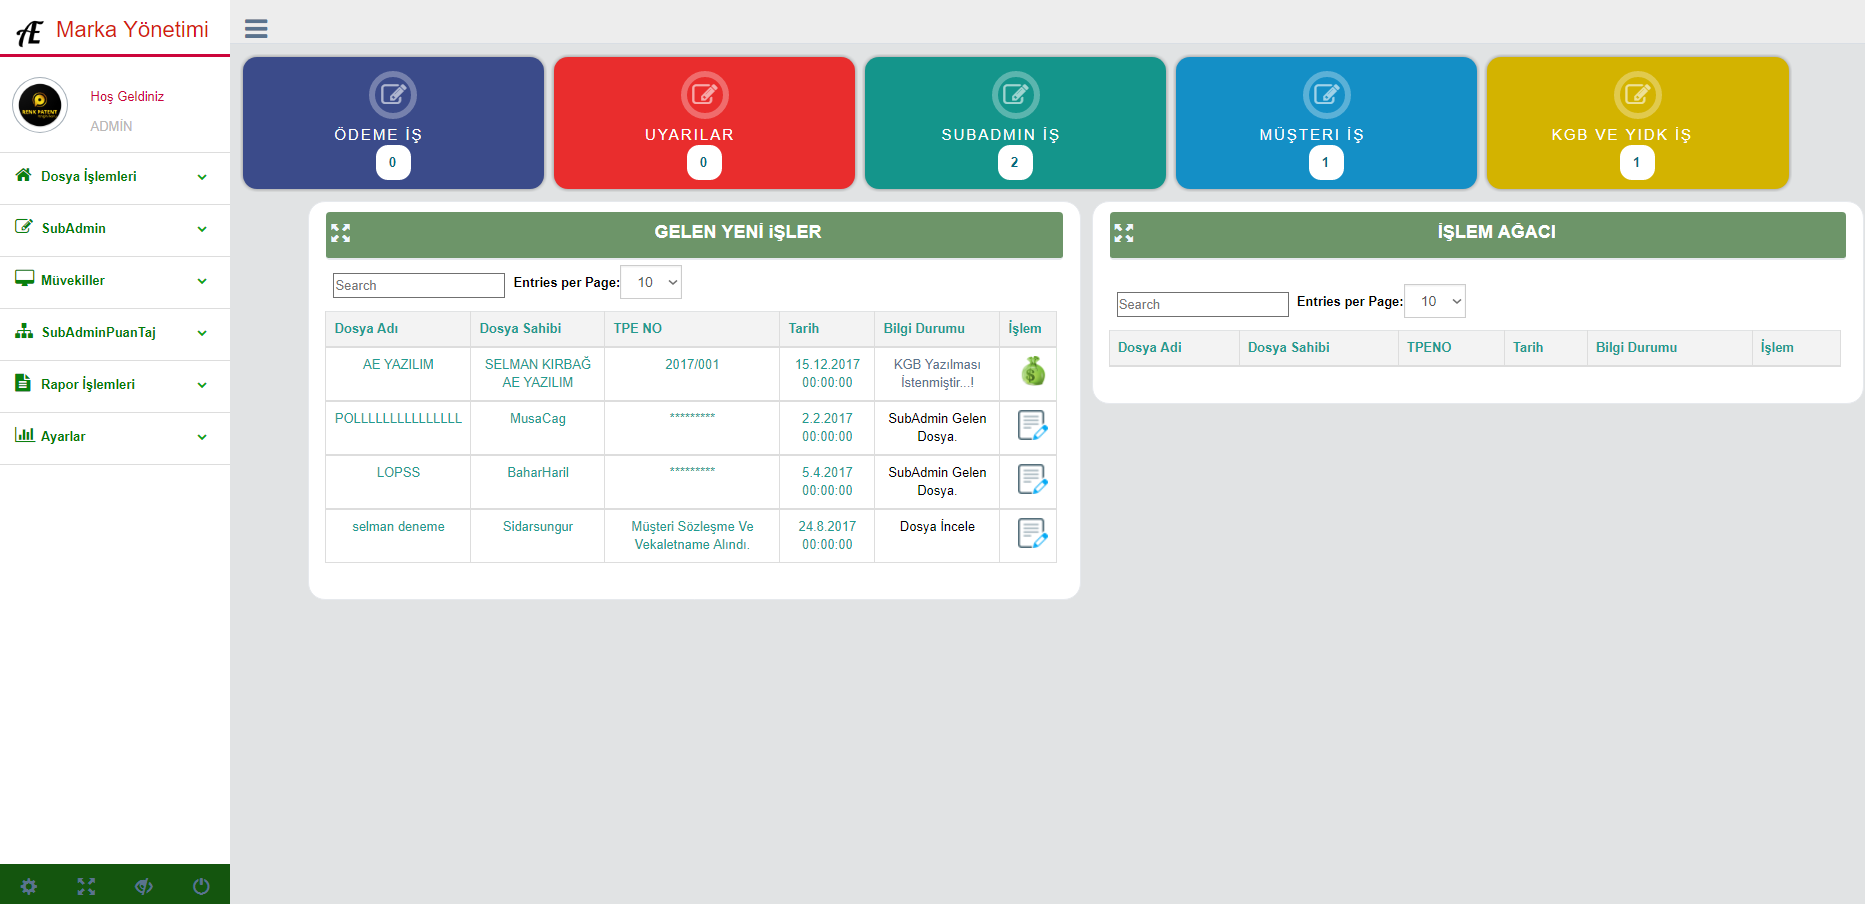 Æ Marka Yönetimi
RENK PATENT
Hoş Geldiniz
ADMİN
Dosya İşlemleri
SubAdmin
Müvekiller
SubAdminPuanTaj
Rapor İşlemleri
Ayarlar
ÖDEME İŞ
0
UYARILAR
0
SUBADMIN İŞ
2
MÜŞTERI İŞ
1
KGB VE YIDK İŞ
1
GELEN YENİ iŞLER
Search Entries per Page: 10
Dosya Adı Dosya Sahibi TPE NO Tarih Bilgi Durumu İşlem
AE YAZILIM SELMAN KIRBAĞ 2017/001 15.12.2017 KGB Yazılması
AE YAZILIM 00:00:00 İstenmiştir...!
POLLLLLLLLLLLLLLL MusaCag ********* 2.2.2017 SubAdmin Gelen
00:00:00 Dosya.
LOPSS BaharHaril ********* 5.4.2017 SubAdmin Gelen
00:00:00 Dosya.
selman deneme Sidarsungur Müşteri Sözleşme Ve 24.8.2017 Dosya İncele
Vekaletname Alındı. 00:00:00
İŞLEM AĞACI
Search Entries per Page: 10
Dosya Adi Dosya Sahibi TPENO Tarih Bilgi Durumu İşlem